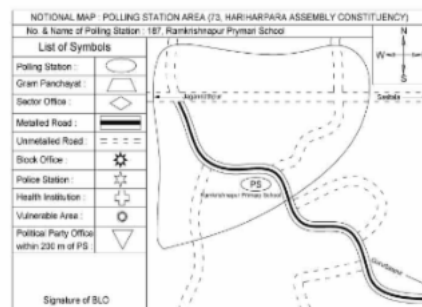 NOTIONAL MAP : POLLING STATION AREA (73, HARIHARPARA ASSEMBLY CONSTITUENCY)
No. & Name of Polling Station : 187, Ramkrishnapur Prymari School
List of Symbols
Polling Station :
Gram Panchayat :
Sector Office :
Metalled Road :
Unmetalled Road :
Block Office :
Police Station :
Health Institution :
Vulnerable Area :
Political Party Office
within 200 m of PS :
Signature of BLO
N
W
S
PS
Ramkrishnapur Primary School